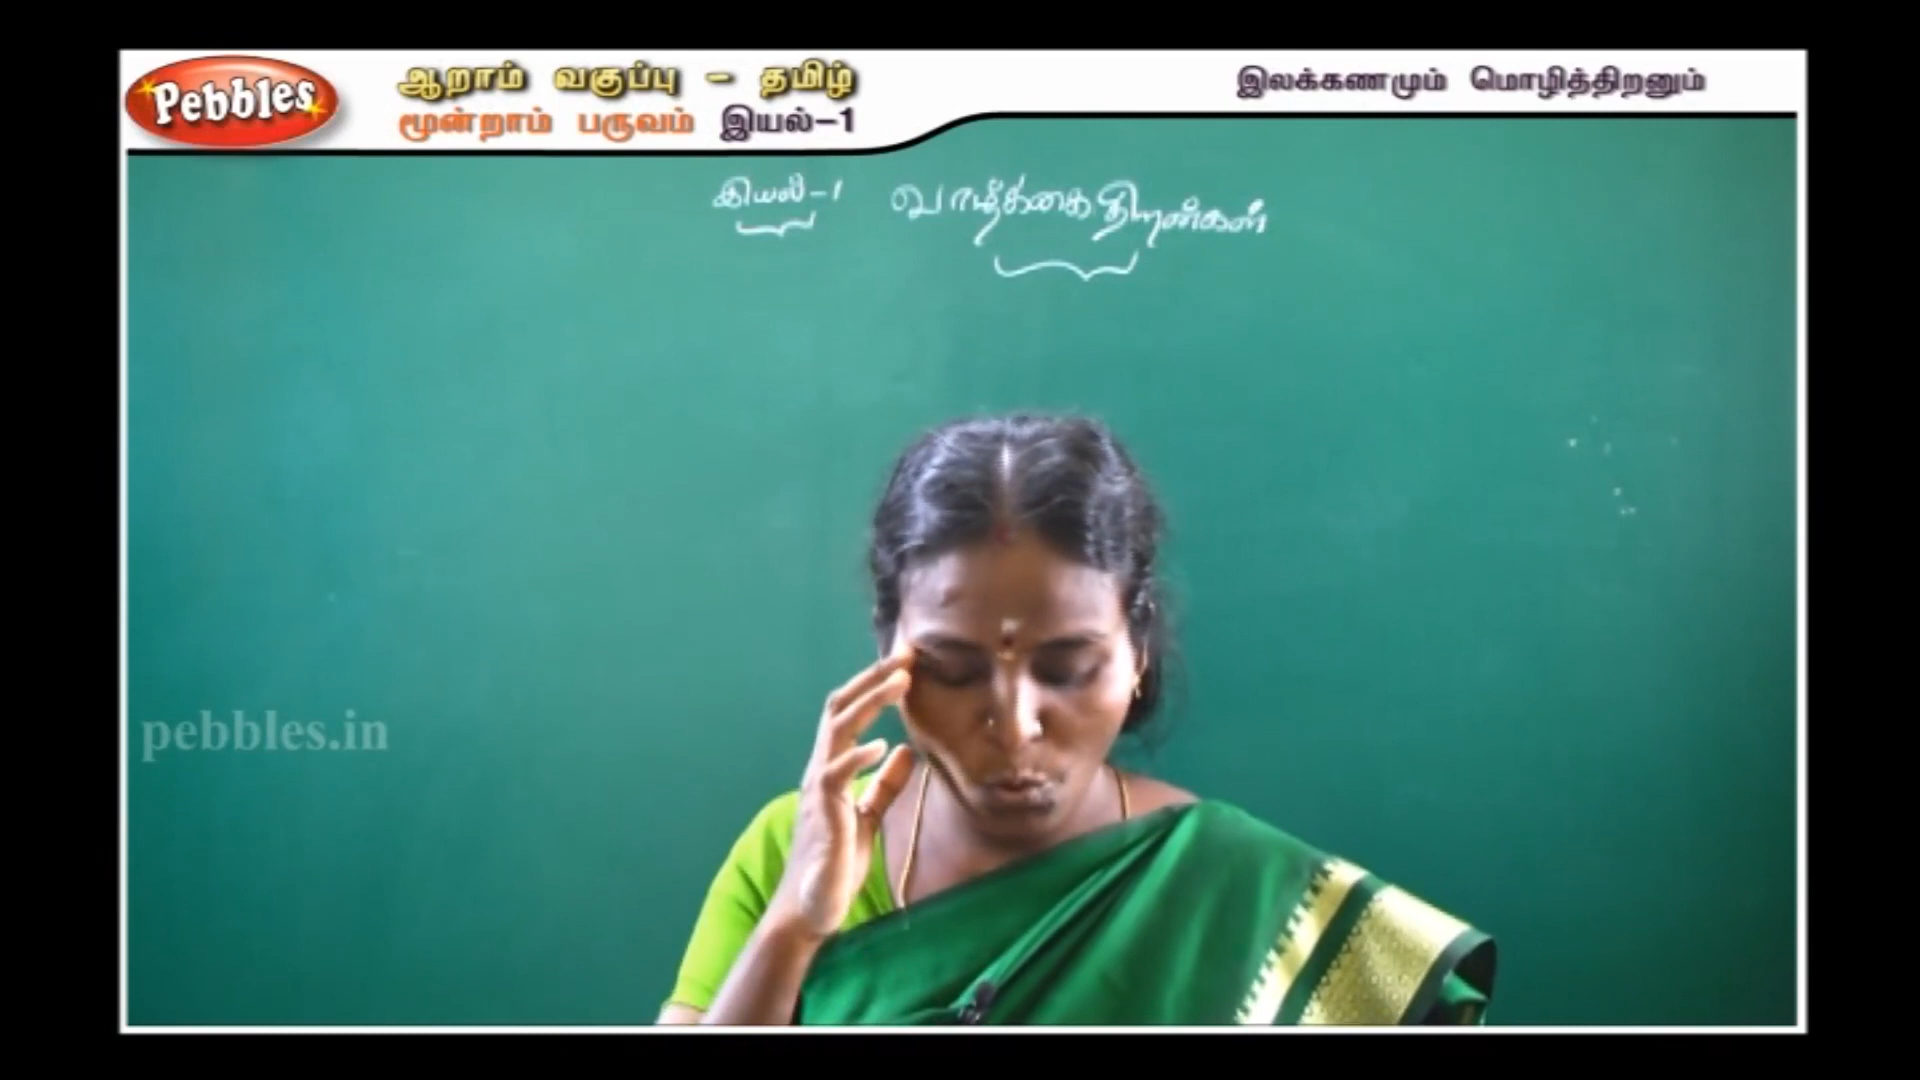 Pebbles
ஆறாம் வகுப்பு - தமிழ்
மூன்றாம் பருவம் இயல்-1
இலக்கணமும் மொழித்திறனும்
இயல்-1 வாழ்க்கை திறன்கள்
pebbles.in